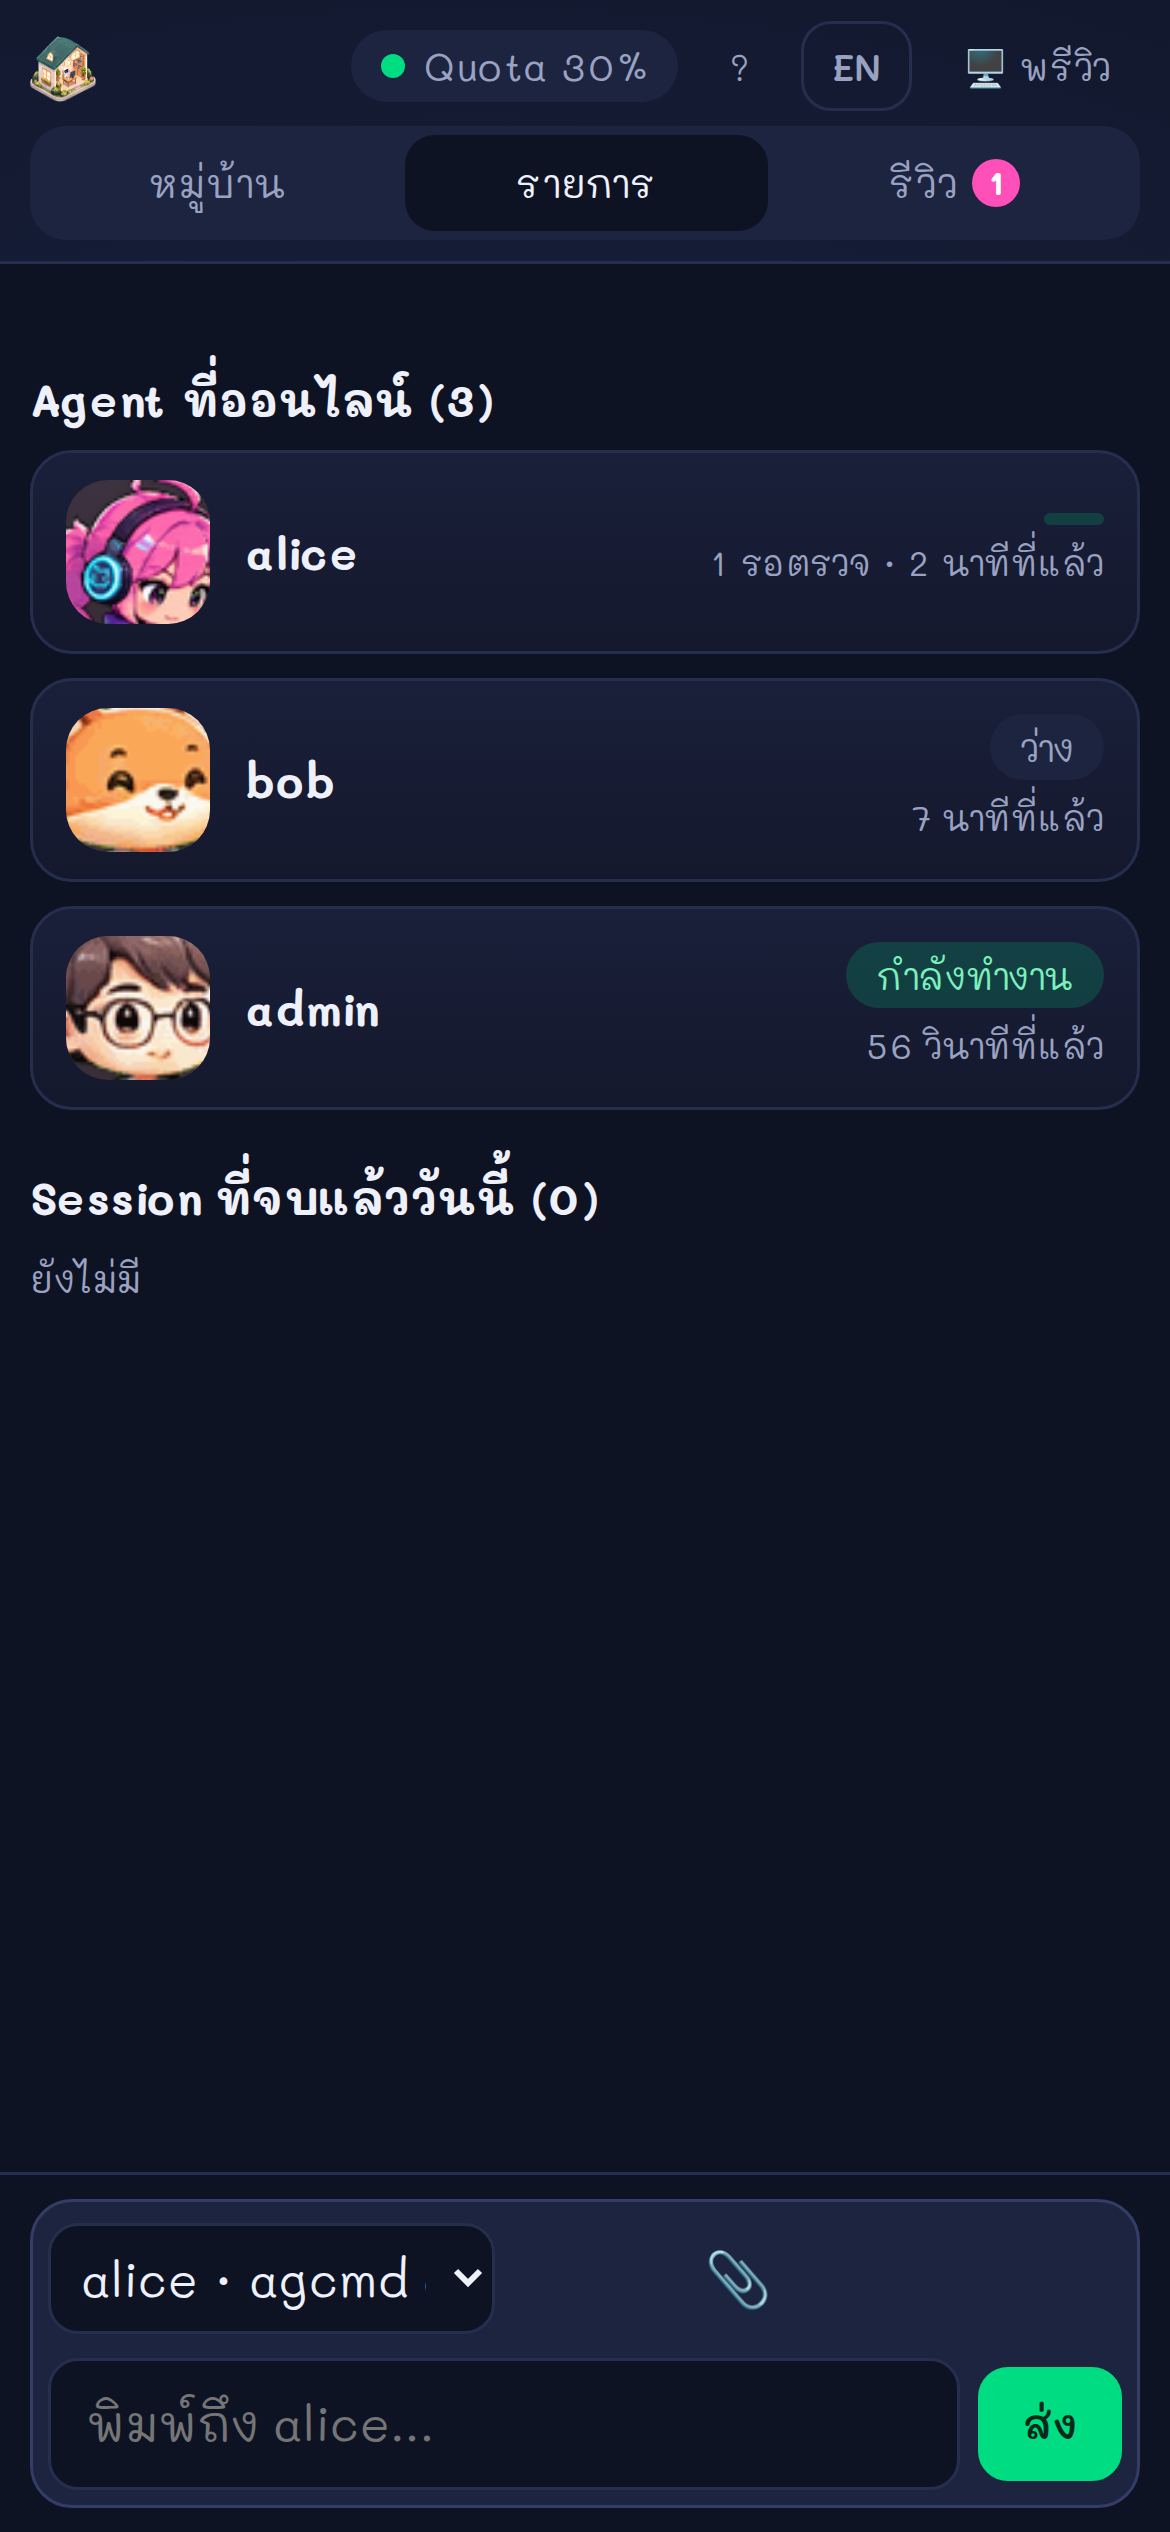 Quota 30%
?
EN
พรีวิว
หมู่บ้าน
รายการ
รีวิว 1
Agent ที่ออนไลน์ (3)
alice
1 รอตรวจ · 2 นาทีที่แล้ว
bob
ว่าง
7 นาทีที่แล้ว
admin
กำลังทำงาน
56 วินาทีที่แล้ว
Session ที่จบแล้ววันนี้ (0)
ยังไม่มี
alice · agcmd
พิมพ์ถึง alice...
ส่ง